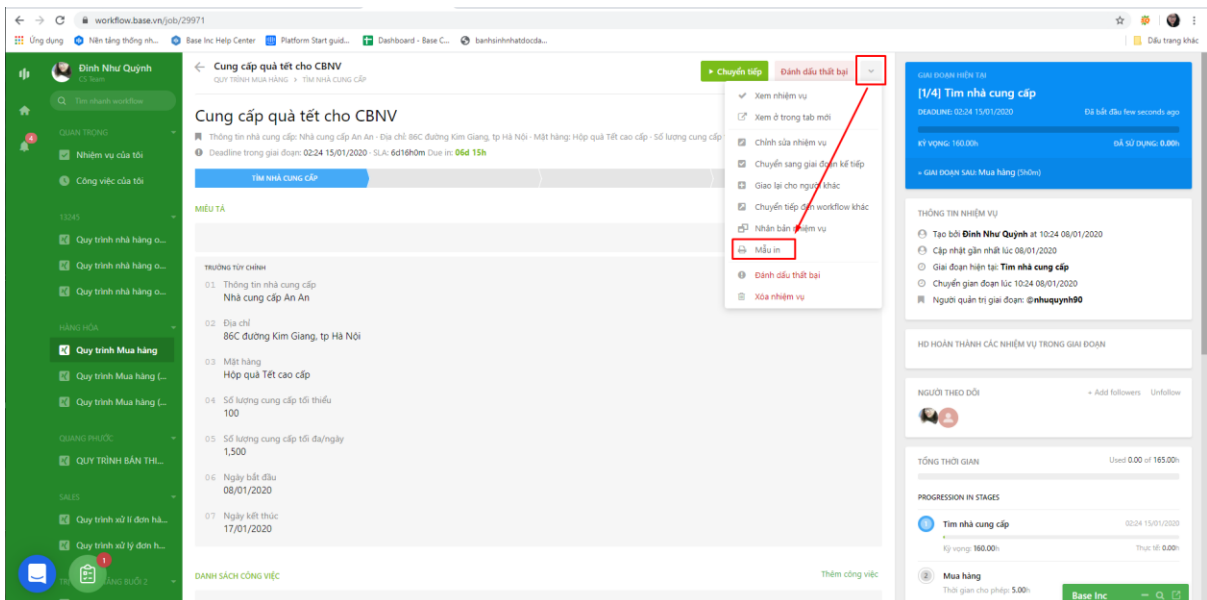 workflow.base.vn/job/29971
Ứng dụng
Nền tảng thống nh...
Base Inc Help Center
Platform Start guid...
Dashboard - Base C...
banhsinhnhatdocda...
Dấu trang khác
Đinh Như Quỳnh
CS Team
Tìm nhanh workflow
QUAN TRỌNG
4
Nhiệm vụ của tôi
Công việc của tôi
13245
Quy trình nhà hàng o...
Quy trình nhà hàng o...
Quy trình nhà hàng o...
HÀNG HÓA
Quy trình Mua hàng
Quy trình Mua hàng (...
Quy trình Mua hàng (...
QUANG PHƯỚC
QUY TRÌNH BÁN THI...
SALES
Quy trình xử lí đơn hà...
Quy trình xử lý đơn h...
1
ÀNG BUỔI 2
Cung cấp quà tết cho CBNV
QUY TRÌNH MUA HÀNG › TÌM NHÀ CUNG CẤP
Chuyển tiếp
Đánh dấu thất bại
Cung cấp quà tết cho CBNV
Thông tin nhà cung cấp: Nhà cung cấp An An - Địa chỉ: 86C đường Kim Giang, tp Hà Nội - Mặt hàng: Hộp quà Tết cao cấp - Số lượng cung cấp
Deadline trong giai đoạn: 02:24 15/01/2020 - SLA: 6d16h0m Due in: 06d 15h
TÌM NHÀ CUNG CẤP
MIÊU TẢ
TRƯỜNG TÙY CHỈNH
01 Thông tin nhà cung cấp
Nhà cung cấp An An
02 Địa chỉ
86C đường Kim Giang, tp Hà Nội
03 Mặt hàng
Hộp quà Tết cao cấp
04 Số lượng cung cấp tối thiểu
100
05 Số lượng cung cấp tối đa/ngày
1,500
06 Ngày bắt đầu
08/01/2020
07 Ngày kết thúc
17/01/2020
DANH SÁCH CÔNG VIỆC
Thêm công việc
Xem nhiệm vụ
Xem ở trong tab mới
Chỉnh sửa nhiệm vụ
Chuyển sang giai đoạn kế tiếp
Giao lại cho người khác
Chuyển tiếp đến workflow khác
Nhân bản nhiệm vụ
Mẫu in
Đánh dấu thất bại
Xóa nhiệm vụ
GIAI ĐOẠN HIỆN TẠI
[1/4] Tìm nhà cung cấp
DEADLINE: 02:24 15/01/2020
Đã bắt đầu few seconds ago
KỲ VỌNG: 160.00h
ĐÃ SỬ DỤNG: 0.00h
» GIAI ĐOẠN SAU: Mua hàng (5h0m)
THÔNG TIN NHIỆM VỤ
Tạo bởi Đinh Như Quỳnh at 10:24 08/01/2020
Cập nhật gần nhất lúc 08/01/2020
Giai đoạn hiện tại: Tìm nhà cung cấp
Chuyển gian đoạn lúc 10:24 08/01/2020
Người quản trị giai đoạn: @nhuquynh90
HD HOÀN THÀNH CÁC NHIỆM VỤ TRONG GIAI ĐOẠN
NGƯỜI THEO DÕI
+ Add followers
Unfollow
TỔNG THỜI GIAN
Used 0.00 of 165.00h
PROGRESSION IN STAGES
1
Tìm nhà cung cấp
02:24 15/01/2020
Kỳ vọng: 160.00h
Thực tế: 0.00h
2
Mua hàng
Thời gian cho phép: 5.00h
Base Inc